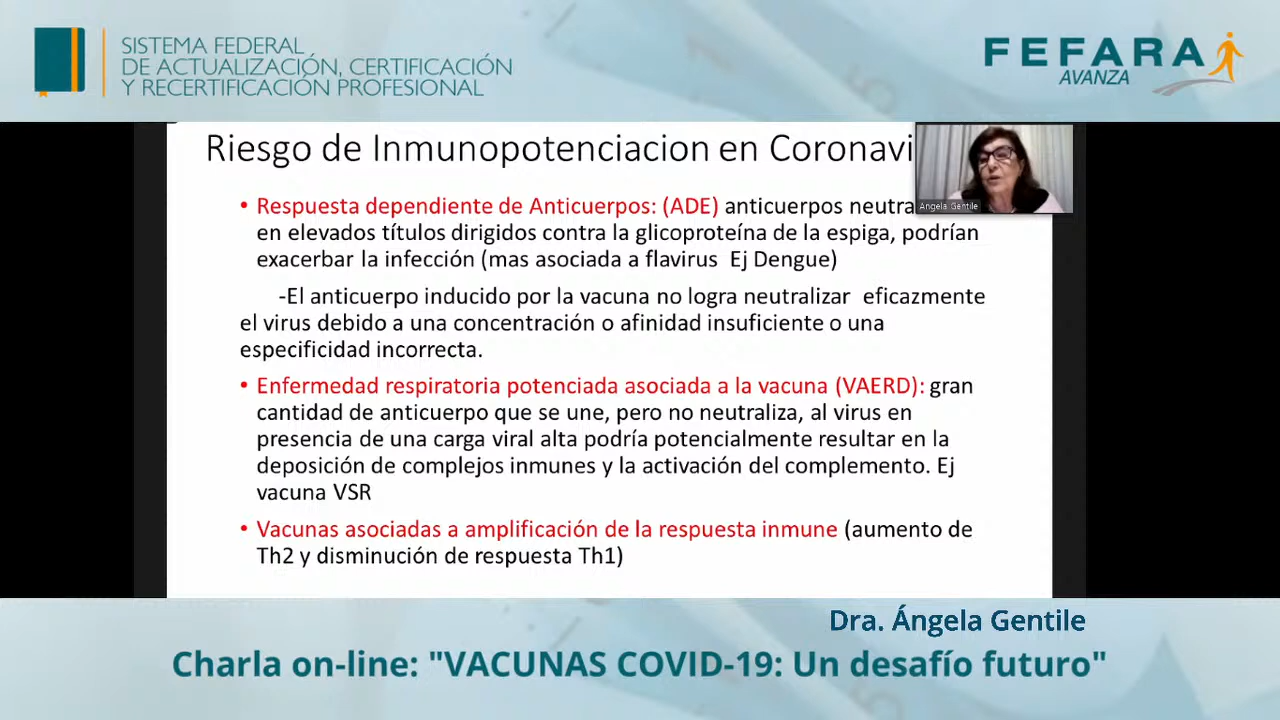 SISTEMA FEDERAL
DE ACTUALIZACIÓN, CERTIFICACIÓN
Y RECERTIFICACIÓN PROFESIONAL
FEFARA
AVANZA
Riesgo de Inmunopotenciacion en
Angela Gentile
• Respuesta dependiente de Anticuerpos: (ADE) anticuerpos
en elevados títulos dirigidos contra la glicoproteína de la espiga, podrían
exacerbar la infección (mas asociada a flavirus Ej Dengue)
-El anticuerpo inducido por la vacuna no logra neutralizar eficazmente
el virus debido a una concentración o afinidad insuficiente o una
especificidad incorrecta.
• Enfermedad respiratoria potenciada asociada a la vacuna (VAERD): gran
cantidad de anticuerpo que se une, pero no neutraliza, al virus en
presencia de una carga viral alta podría potencialmente resultar en la
deposición de complejos inmunes y la activación del complemento. Ej
vacuna VSR
• Vacunas asociadas a amplificación de la respuesta inmune (aumento de
Th2 y disminución de respuesta Th1)
Dra. Ángela Gentile
Charla on-line: "VACUNAS COVID-19: Un desafío futuro"